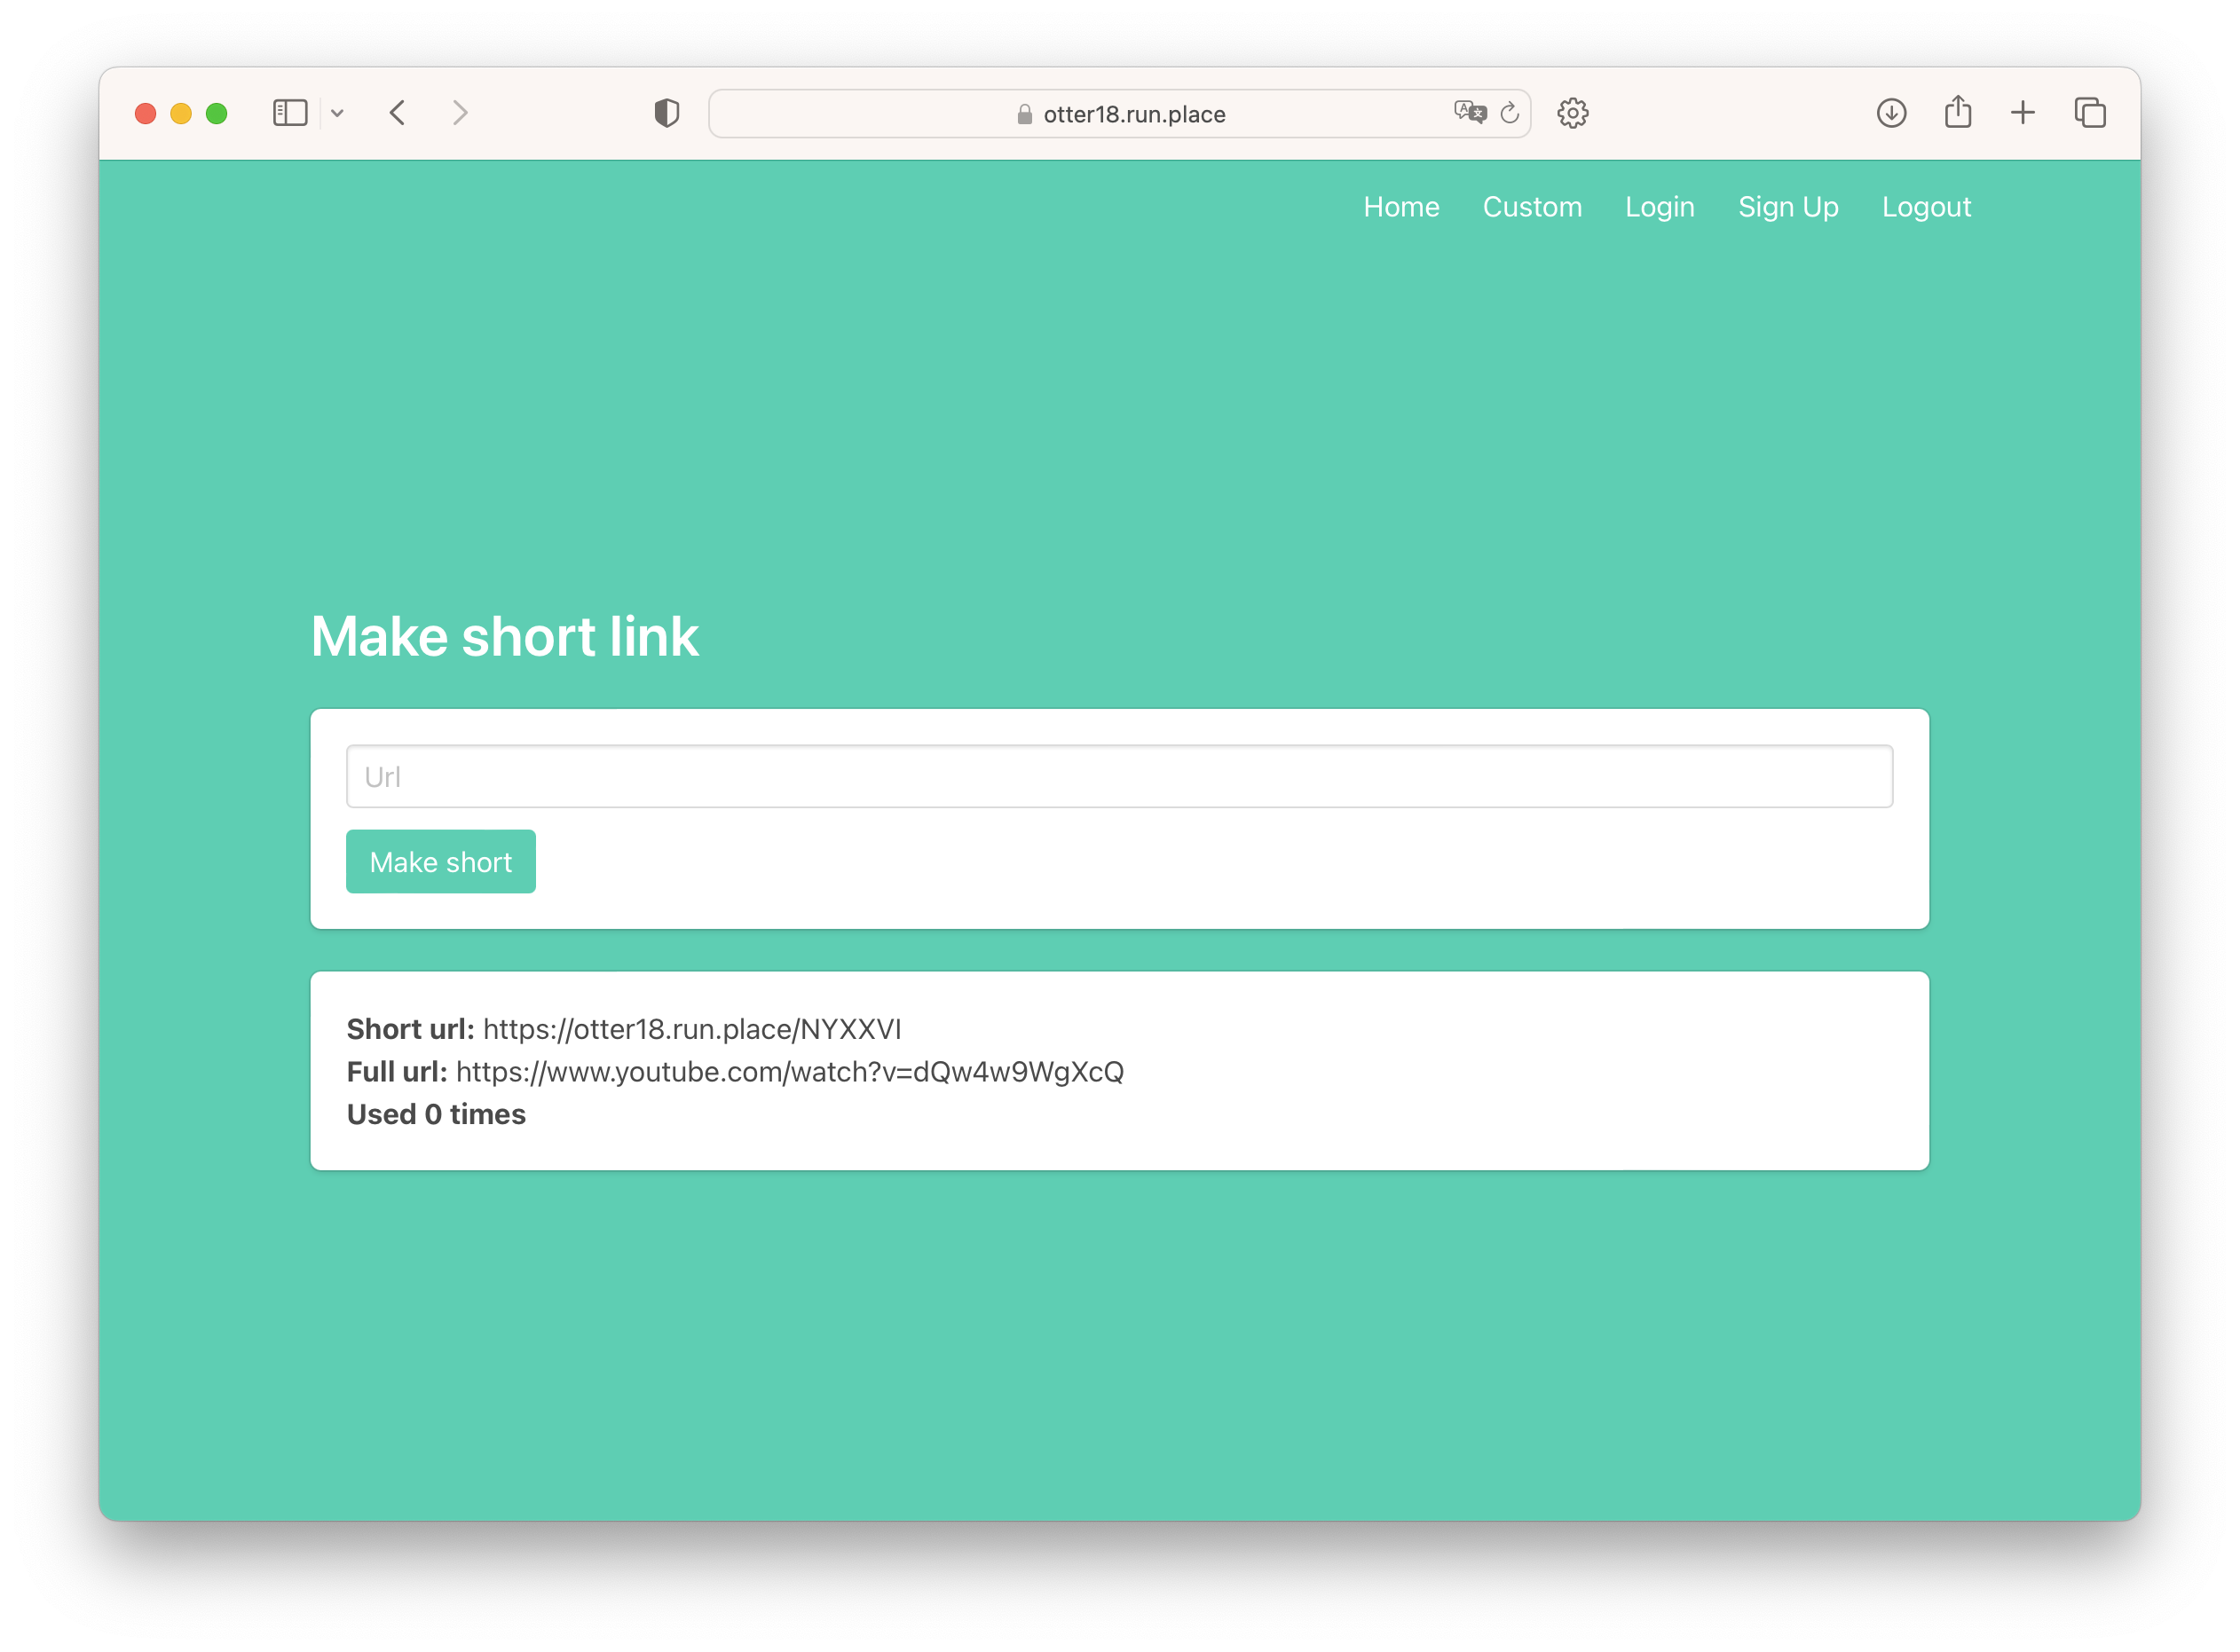 otter18.run.place
Home Custom Login Sign Up Logout
Make short link
Url
Make short
Short url: https://otter18.run.place/NYXXVI
Full url: https://www.youtube.com/watch?v=dQw4w9WgXcQ
Used 0 times